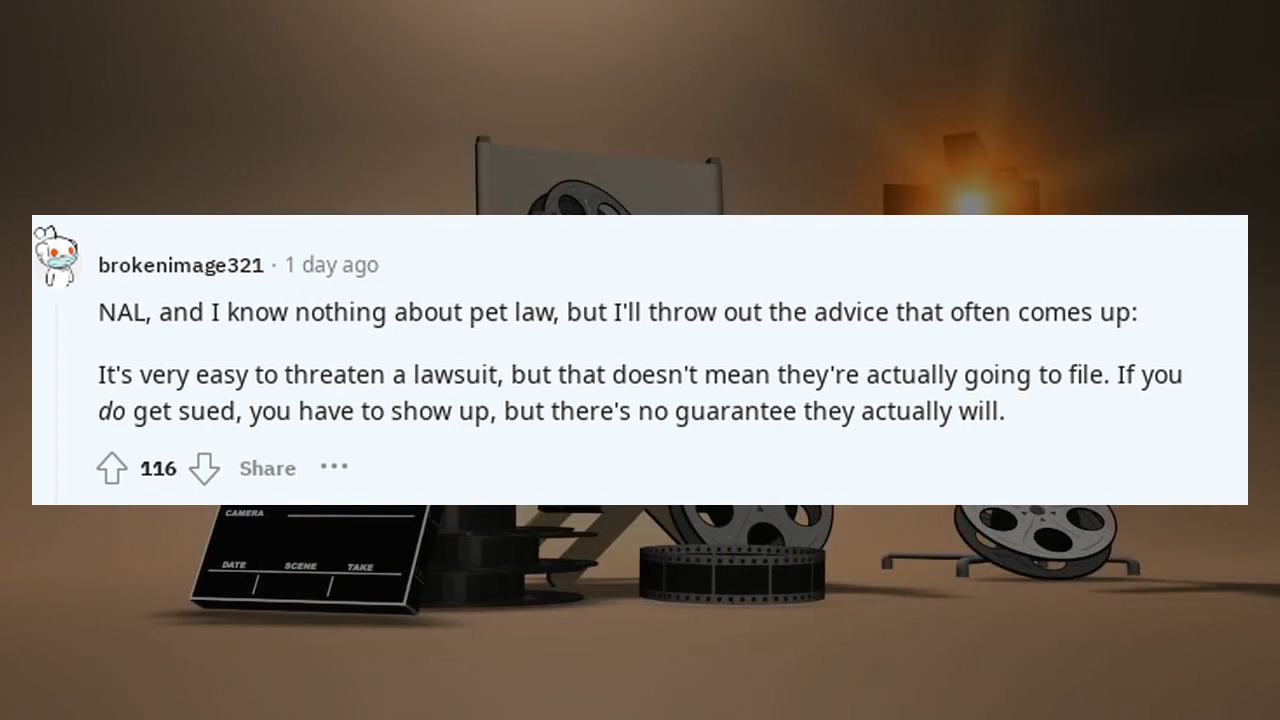 brokenimage321 · 1 day ago
NAL, and I know nothing about pet law, but I'll throw out the advice that often comes up:
It's very easy to threaten a lawsuit, but that doesn't mean they're actually going to file. If you
do get sued, you have to show up, but there's no guarantee they actually will.
116 Share ···
CAMERA
DATE SCENE TAKE